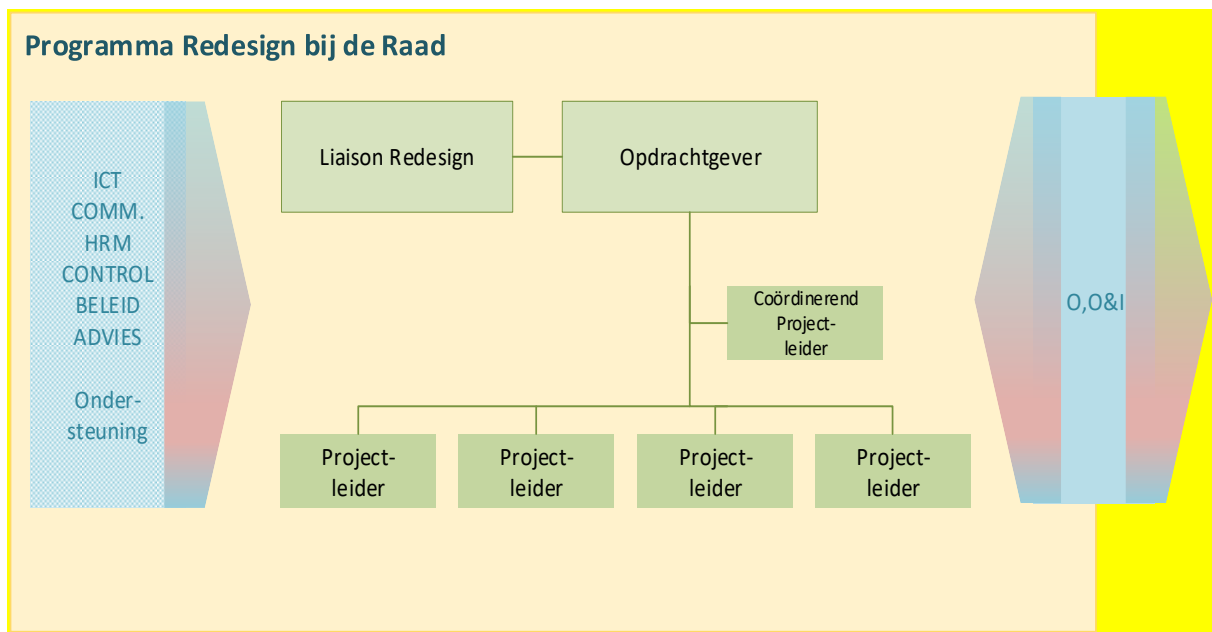 Programma Redesign bij de Raad
ICT
COMM.
HRM
CONTROL
BELEID
ADVIES
Onder-
steuning
Liaison Redesign
Opdrachtgever
Coördinerend
Project-
leider
Project-
leider
Project-
leider
Project-
leider
Project-
leider
O,O&I